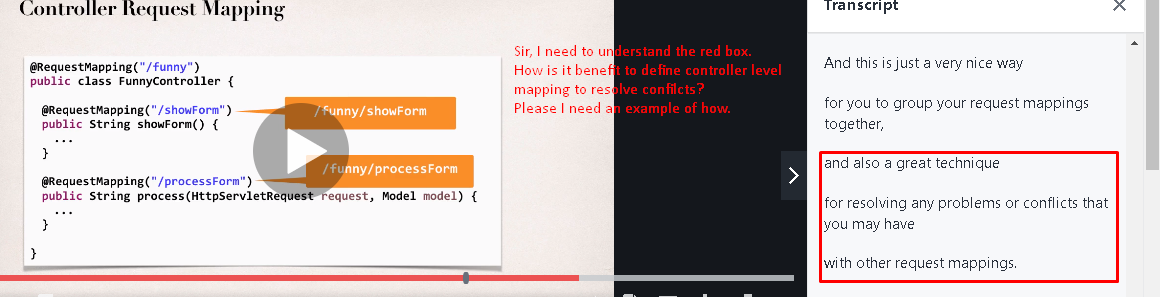 Controller Request Mapping
@RequestMapping("/funny")
public class FunnyController {
@RequestMapping("/showForm")
/funny/showForm
public String showForm() {
...
}
@RequestMapping("/processForm")
/funny/processForm
public String process(HttpServletRequest request, Model model) {
...
}
}
Sir, I need to understand the red box.
How is it benefit to define controller level
mapping to resolve conflicts?
Please I need an example of how.
Transcript
And this is just a very nice way
for you to group your request mappings
together,
and also a great technique
for resolving any problems or conflicts that
you may have
with other request mappings.